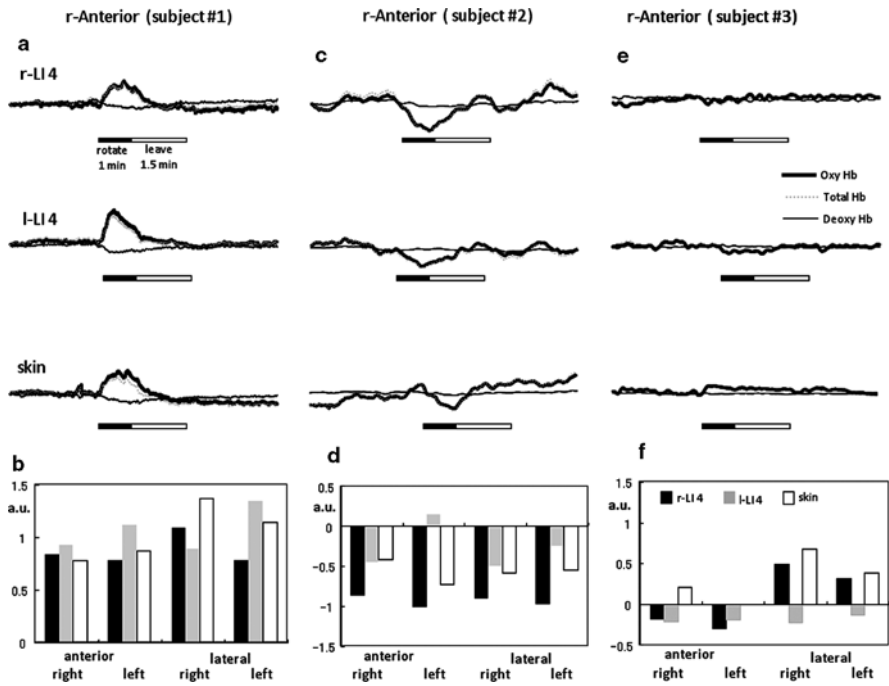 r-Anterior (subject #1)
r-Anterior ( subject #2)
r-Anterior ( subject #3)
a
c
e
r-LI 4
rotate
1 min
leave
1.5 min
Oxy Hb
Total Hb
Deoxy Hb
l-LI 4
skin
b
1.5
a.u.
1
0.5
0
anterior
lateral
right
left
right
left
d
0.5
a.u.
0
−0.5
−1
−1.5
anterior
lateral
right
left
right
left
f
1.5
a.u.
1
0.5
0
−0.5
r-LI 4
l-LI4
skin
anterior
lateral
right
left
right
left